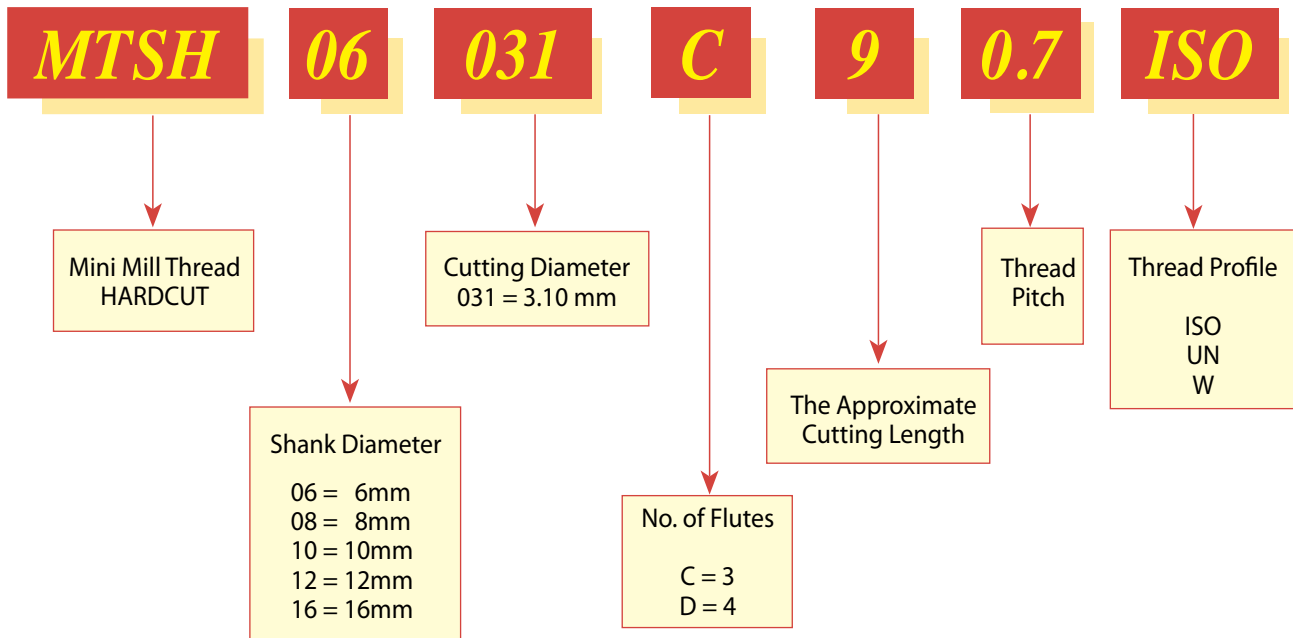 MTSH 06 031 C 9 0.7 ISO
Mini Mill Thread
HARDCUT
Shank Diameter
06 = 6mm
08 = 8mm
10 = 10mm
12 = 12mm
16 = 16mm
Cutting Diameter
031 = 3.10 mm
No. of Flutes
C = 3
D = 4
The Approximate
Cutting Length
Thread
Pitch
Thread Profile
ISO
UN
W